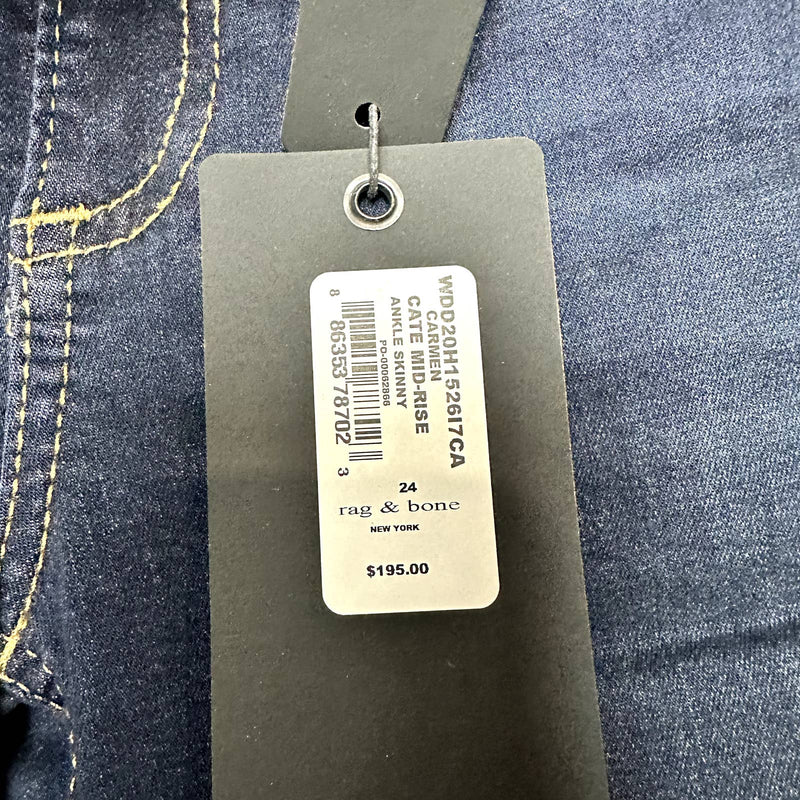 WDD20H1526I7CA
CARMEN
CATE MID-RISE
ANKLE SKINNY
PO-00062866
8 86353 78702 3
24
rag & bone
NEW YORK
$195.00